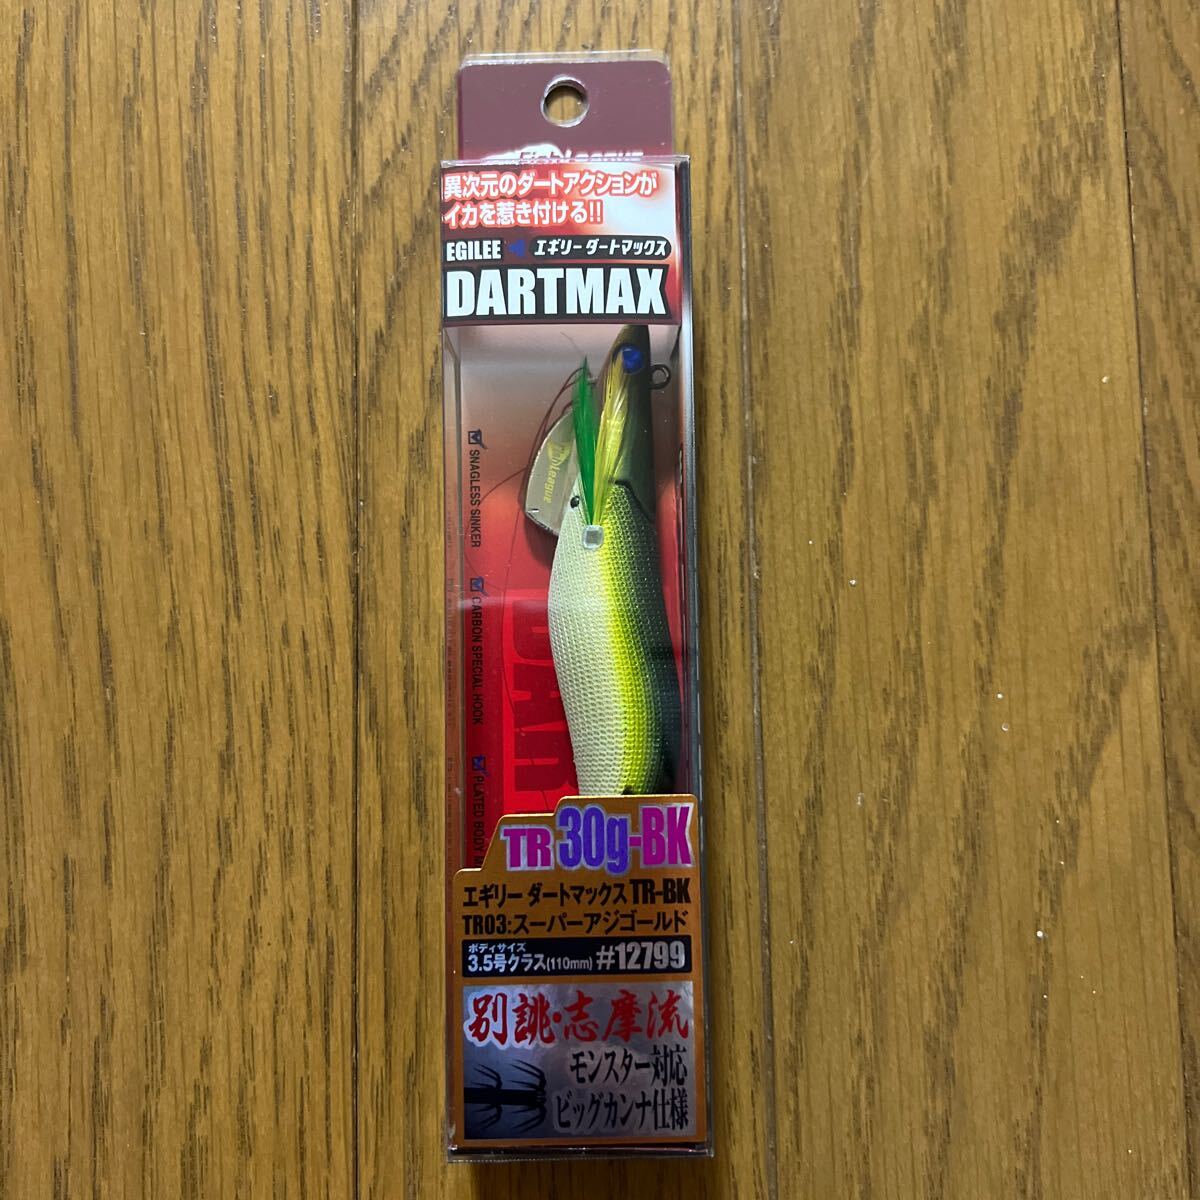 異次元のダートアクションが
イカを惹き付ける!!
EGILEE エギリーダートマックス
DARTMAX
League
SNAGLESS SINKER
CARBON SPECIAL HOOK
PLATED BODY
TR 30g-BK
エギリー ダートマックス TR-BK
TR03:スーパーアジゴールド
ボディサイズ
3.5号クラス(110mm) #12799
別誂・志摩流
モンスター対応
ビッグカンナ仕様